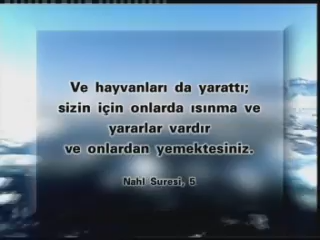 Ve hayvanları da yarattı;
sizin için onlarda ısınma ve
yararlar vardır
ve onlardan yemektesiniz.
Nahl Suresi, 5